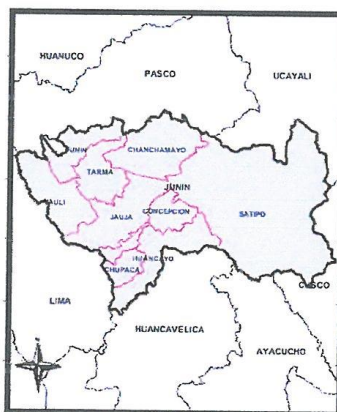 HUANUCO
PASCO
UCAYALI
JUNIN
CHANCHAMAYO
TARMA
JUNIN
YAULI
JAUJA
CONCEPCION
SATIPO
HUANCAYO
CHUPACA
LIMA
CUSCO
HUANCAVELICA
AYACUCHO